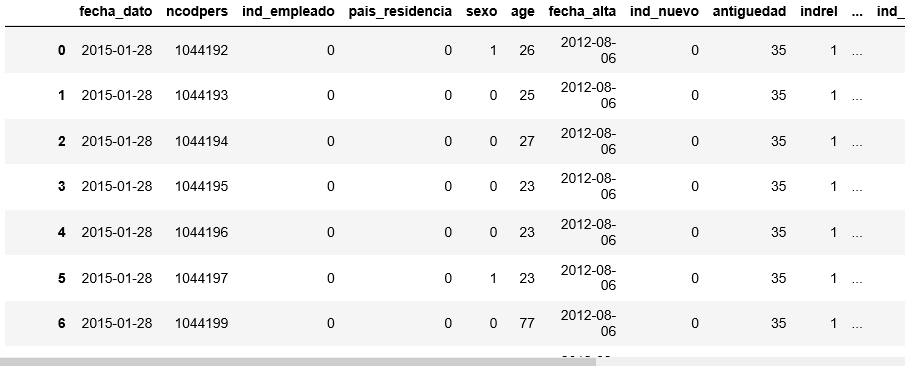 fecha_dato ncodpers ind_empleado pais_residencia sexo age fecha_alta ind_nuevo antiguedad indrel ... ind_
0 2015-01-28 1044192 0 0 1 26 2012-08-06 0 35 1 ...
1 2015-01-28 1044193 0 0 0 25 2012-08-06 0 35 1 ...
2 2015-01-28 1044194 0 0 0 27 2012-08-06 0 35 1 ...
3 2015-01-28 1044195 0 0 0 23 2012-08-06 0 35 1 ...
4 2015-01-28 1044196 0 0 0 23 2012-08-06 0 35 1 ...
5 2015-01-28 1044197 0 0 1 23 2012-08-06 0 35 1 ...
6 2015-01-28 1044199 0 0 0 77 2012-08-06 0 35 1 ...